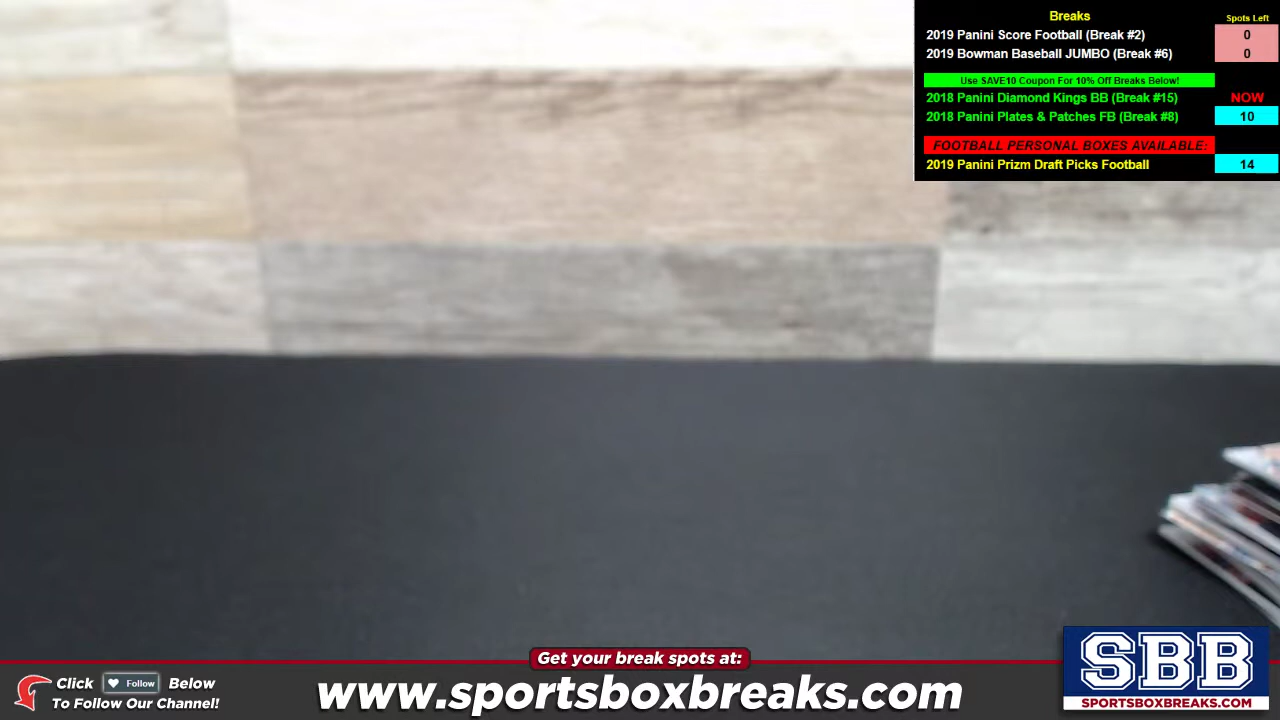 Breaks
Spots Left
2019 Panini Score Football (Break #2) 0
2019 Bowman Baseball JUMBO (Break #6) 0
Use SAVE10 Coupon For 10% Off Breaks Below!
2018 Panini Diamond Kings BB (Break #15) NOW
2018 Panini Plates & Patches FB (Break #8) 10
FOOTBALL PERSONAL BOXES AVAILABLE:
2019 Panini Prizm Draft Picks Football 14
Get your break spots at:
Click Follow Below
To Follow Our Channel!
www.sportsboxbreaks.com
SBB
SPORTSBOXBREAKS.COM